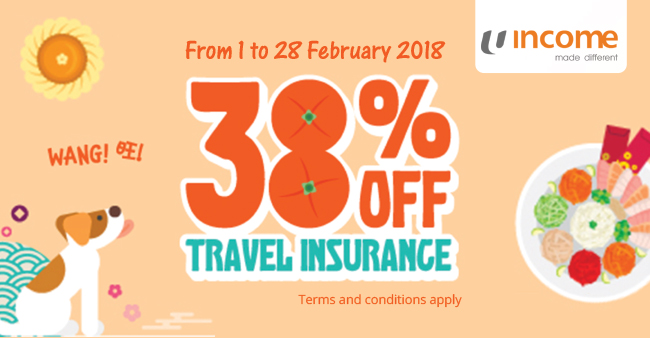 From 1 to 28 February 2018
income
made different
38% OFF
TRAVEL INSURANCE
WANG! 旺!
Terms and conditions apply